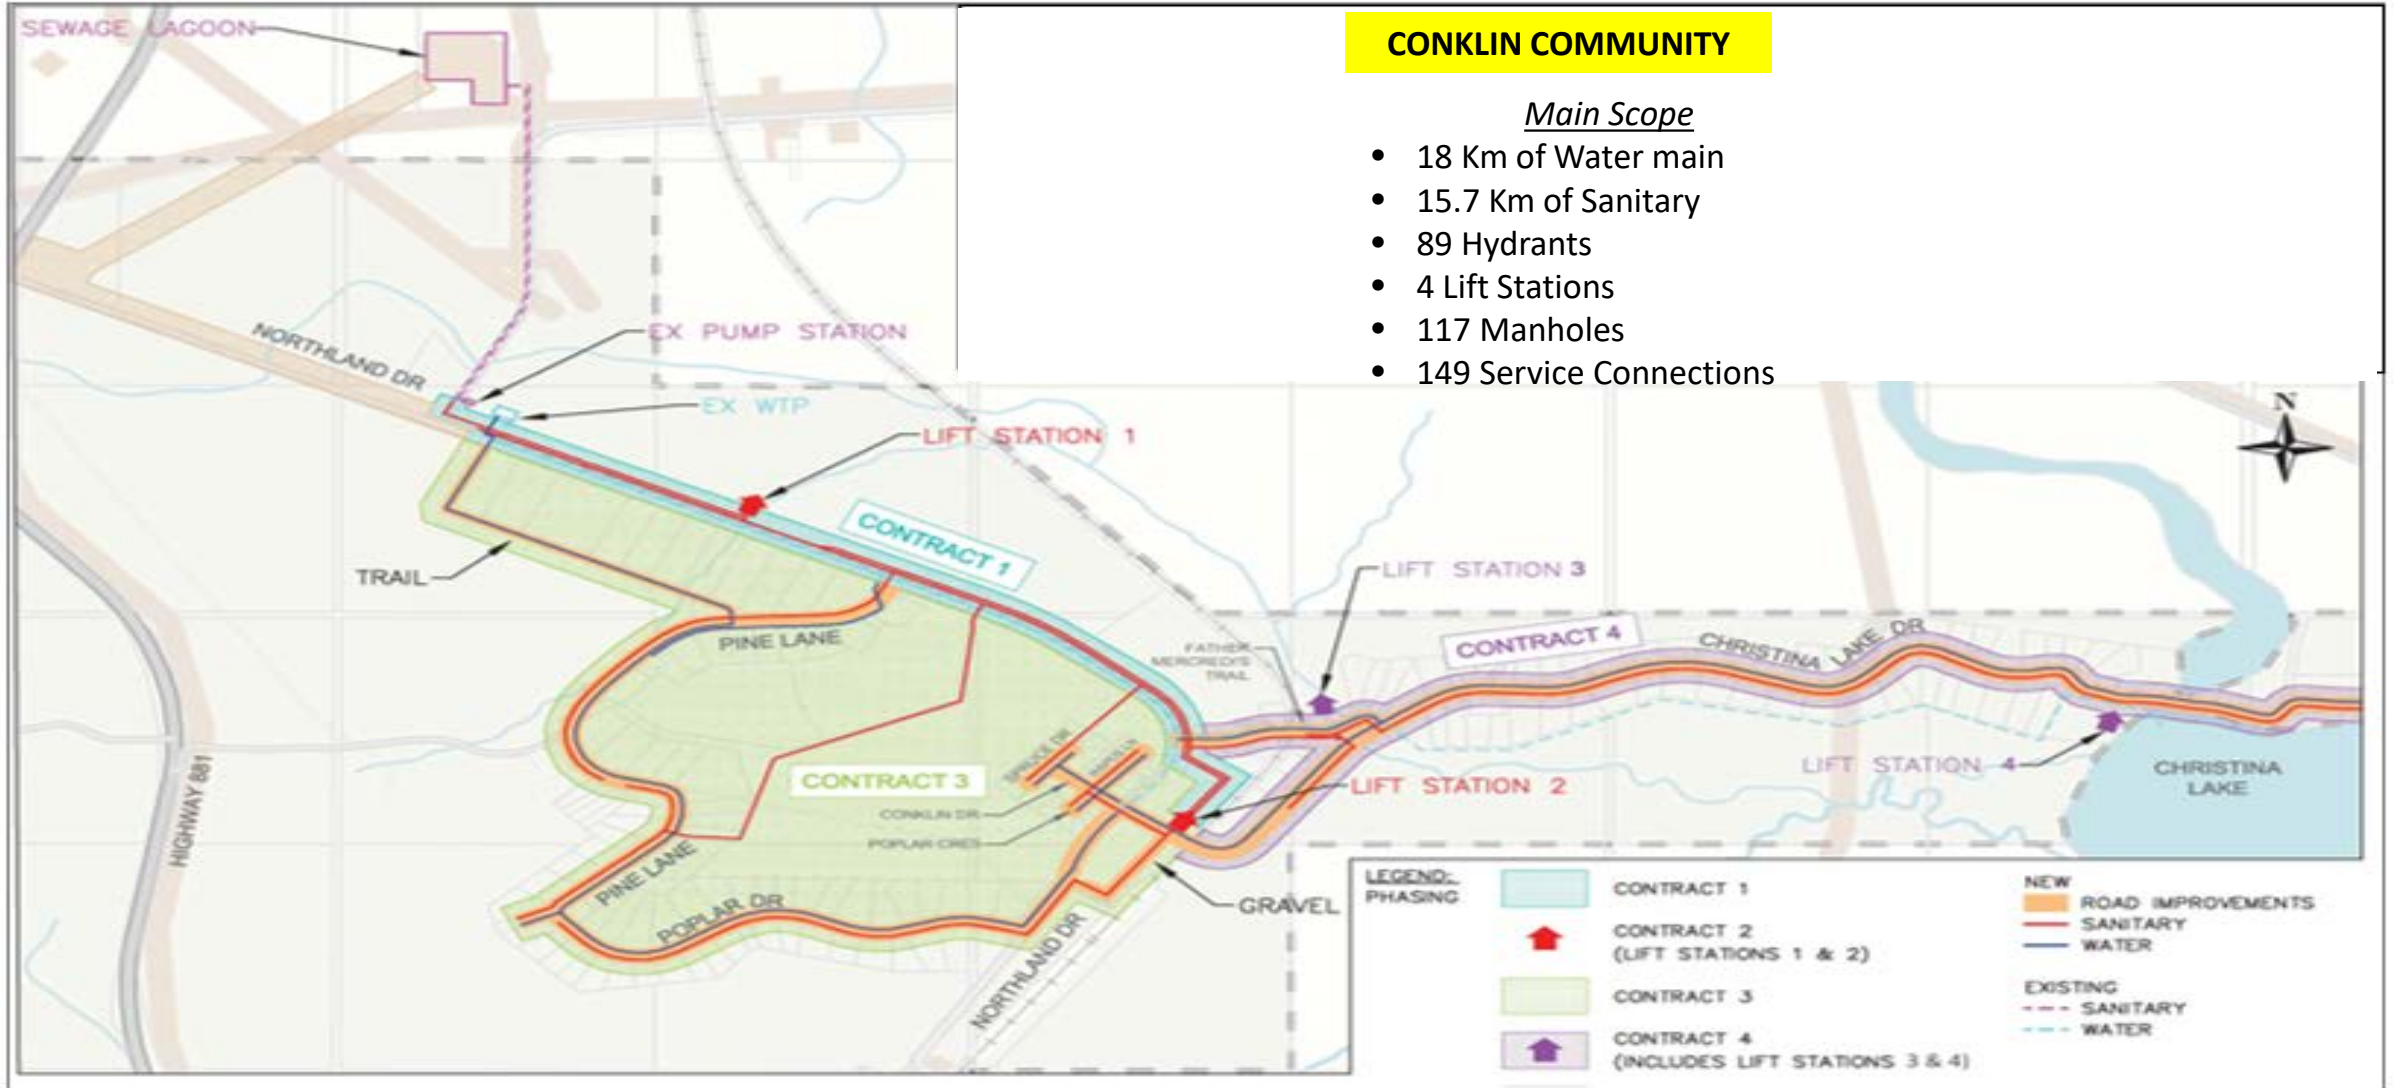 SEWAGE LAGOON
CONKLIN COMMUNITY
Main Scope
• 18 Km of Water main
• 15.7 Km of Sanitary
• 89 Hydrants
• 4 Lift Stations
• 117 Manholes
• 149 Service Connections
NORTHLAND DR
EX PUMP STATION
EX WTP
N
LIFT STATION 1
CONTRACT 1
TRAIL
LIFT STATION 3
PINE LANE
FATHER
MERCREDI'S
TRAIL
CONTRACT 4
CHRISTINA LAKE DR
HIGHWAY 881
CONTRACT 3
SPRUCE DR
CONKLIN DR
POPLAR CRES
LIFT STATION 2
LIFT STATION 4
CHRISTINA
LAKE
PINE LANE
POPLAR DR
GRAVEL
NORTHLAND DR
LEGEND:
PHASING
CONTRACT 1
CONTRACT 2
(LIFT STATIONS 1 & 2)
CONTRACT 3
CONTRACT 4
(INCLUDES LIFT STATIONS 3 & 4)
NEW
ROAD IMPROVEMENTS
SANITARY
WATER
EXISTING
SANITARY
WATER